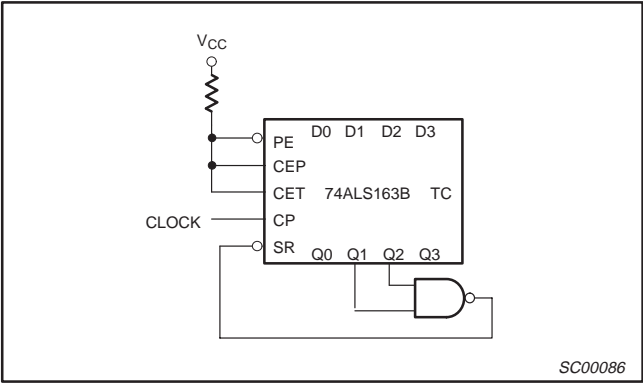 VCC
D0 D1 D2 D3
PE
CEP
CET 74ALS163B TC
CLOCK CP
SR
Q0 Q1 Q2 Q3
SC00086